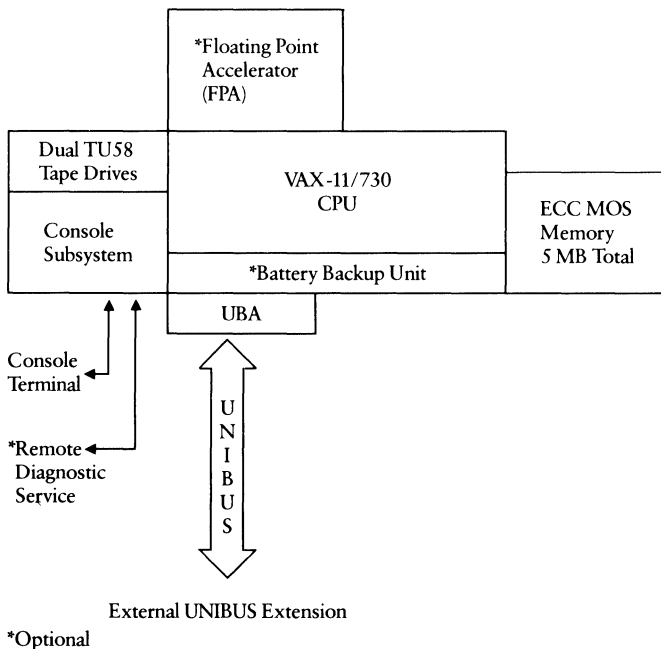 *Floating Point
Accelerator
(FPA)
Dual TU58
Tape Drives
VAX-11/730
CPU
Console
Subsystem
ECC MOS
Memory
5 MB Total
*Battery Backup Unit
UBA
Console
Terminal
*Remote
Diagnostic
Service
UNIBUS
External UNIBUS Extension
*Optional